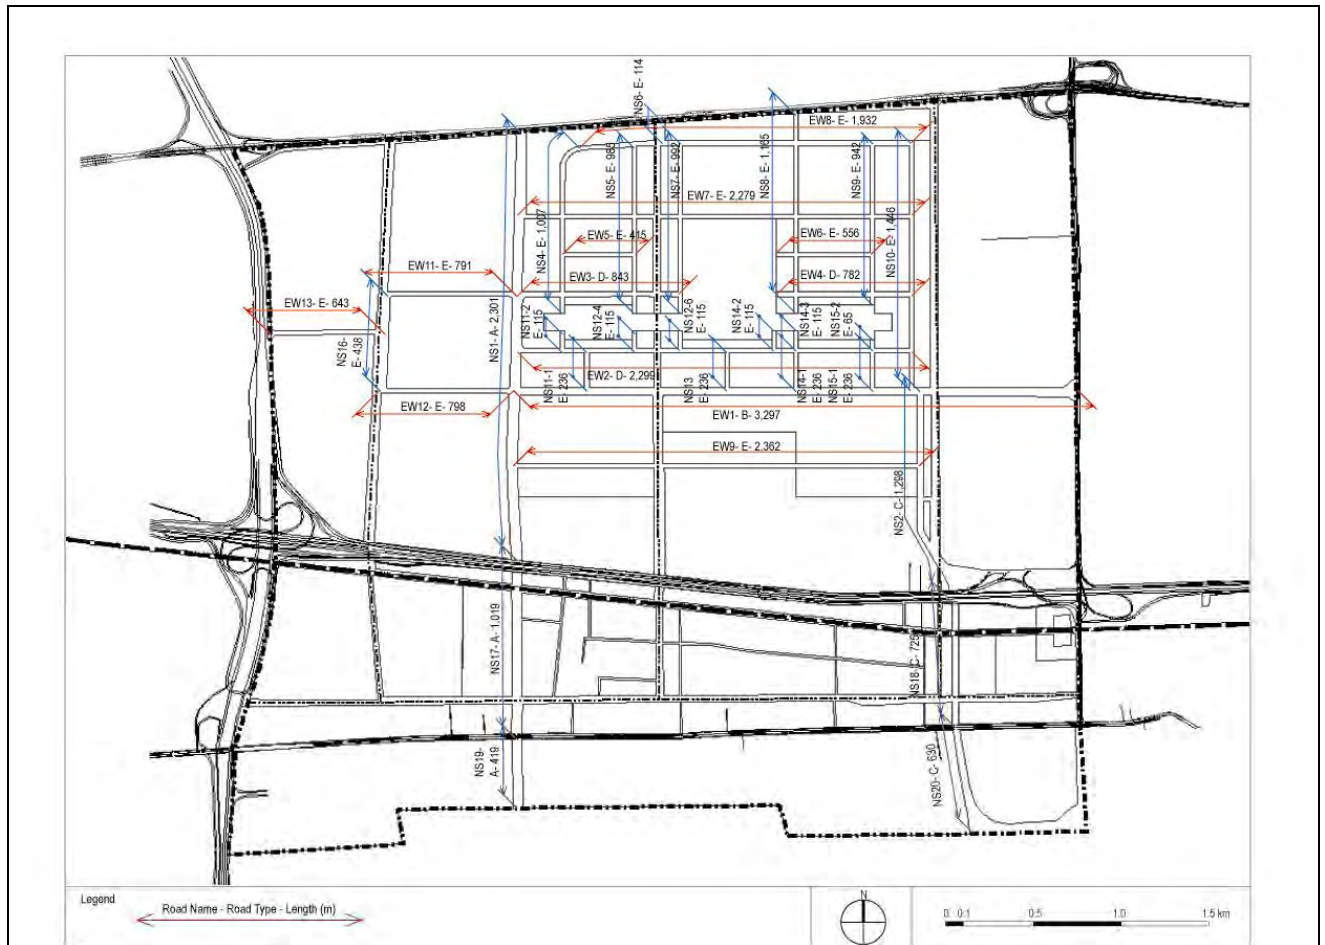 NS6- E- 114
EW8- E- 1,932
NS5- E- 985
NS7- E- 992
NS8- E- 1,165
NS9- E- 942
EW7- E- 2,279
NS4- E- 1,007
EW5- E- 415
EW6- E- 556
NS10- E- 1,446
EW11- E- 791
EW3- D- 843
EW4- D- 782
EW13- E- 643
NS1- A- 2,301
NS11-2
E- 115
NS12-4
E- 115
NS12-6
E- 115
NS14-2
E- 115
NS14-3
E- 115
NS15-2
E- 65
NS16-
E- 438
EW2- D- 2,299
NS11-1
E- 236
NS13
E-236
NS14-1
E- 236
NS15-1
E- 236
EW12- E- 798
EW1- B- 3,297
EW9- E- 2,362
NS2- C- 1,298
NS17- A- 1,019
NS18- C- 725
NS19-
A- 419
NS20- C- 630
Legend
Road Name - Road Type - Length (m)
N
0 0.1 0.5 1.0 1.5 km